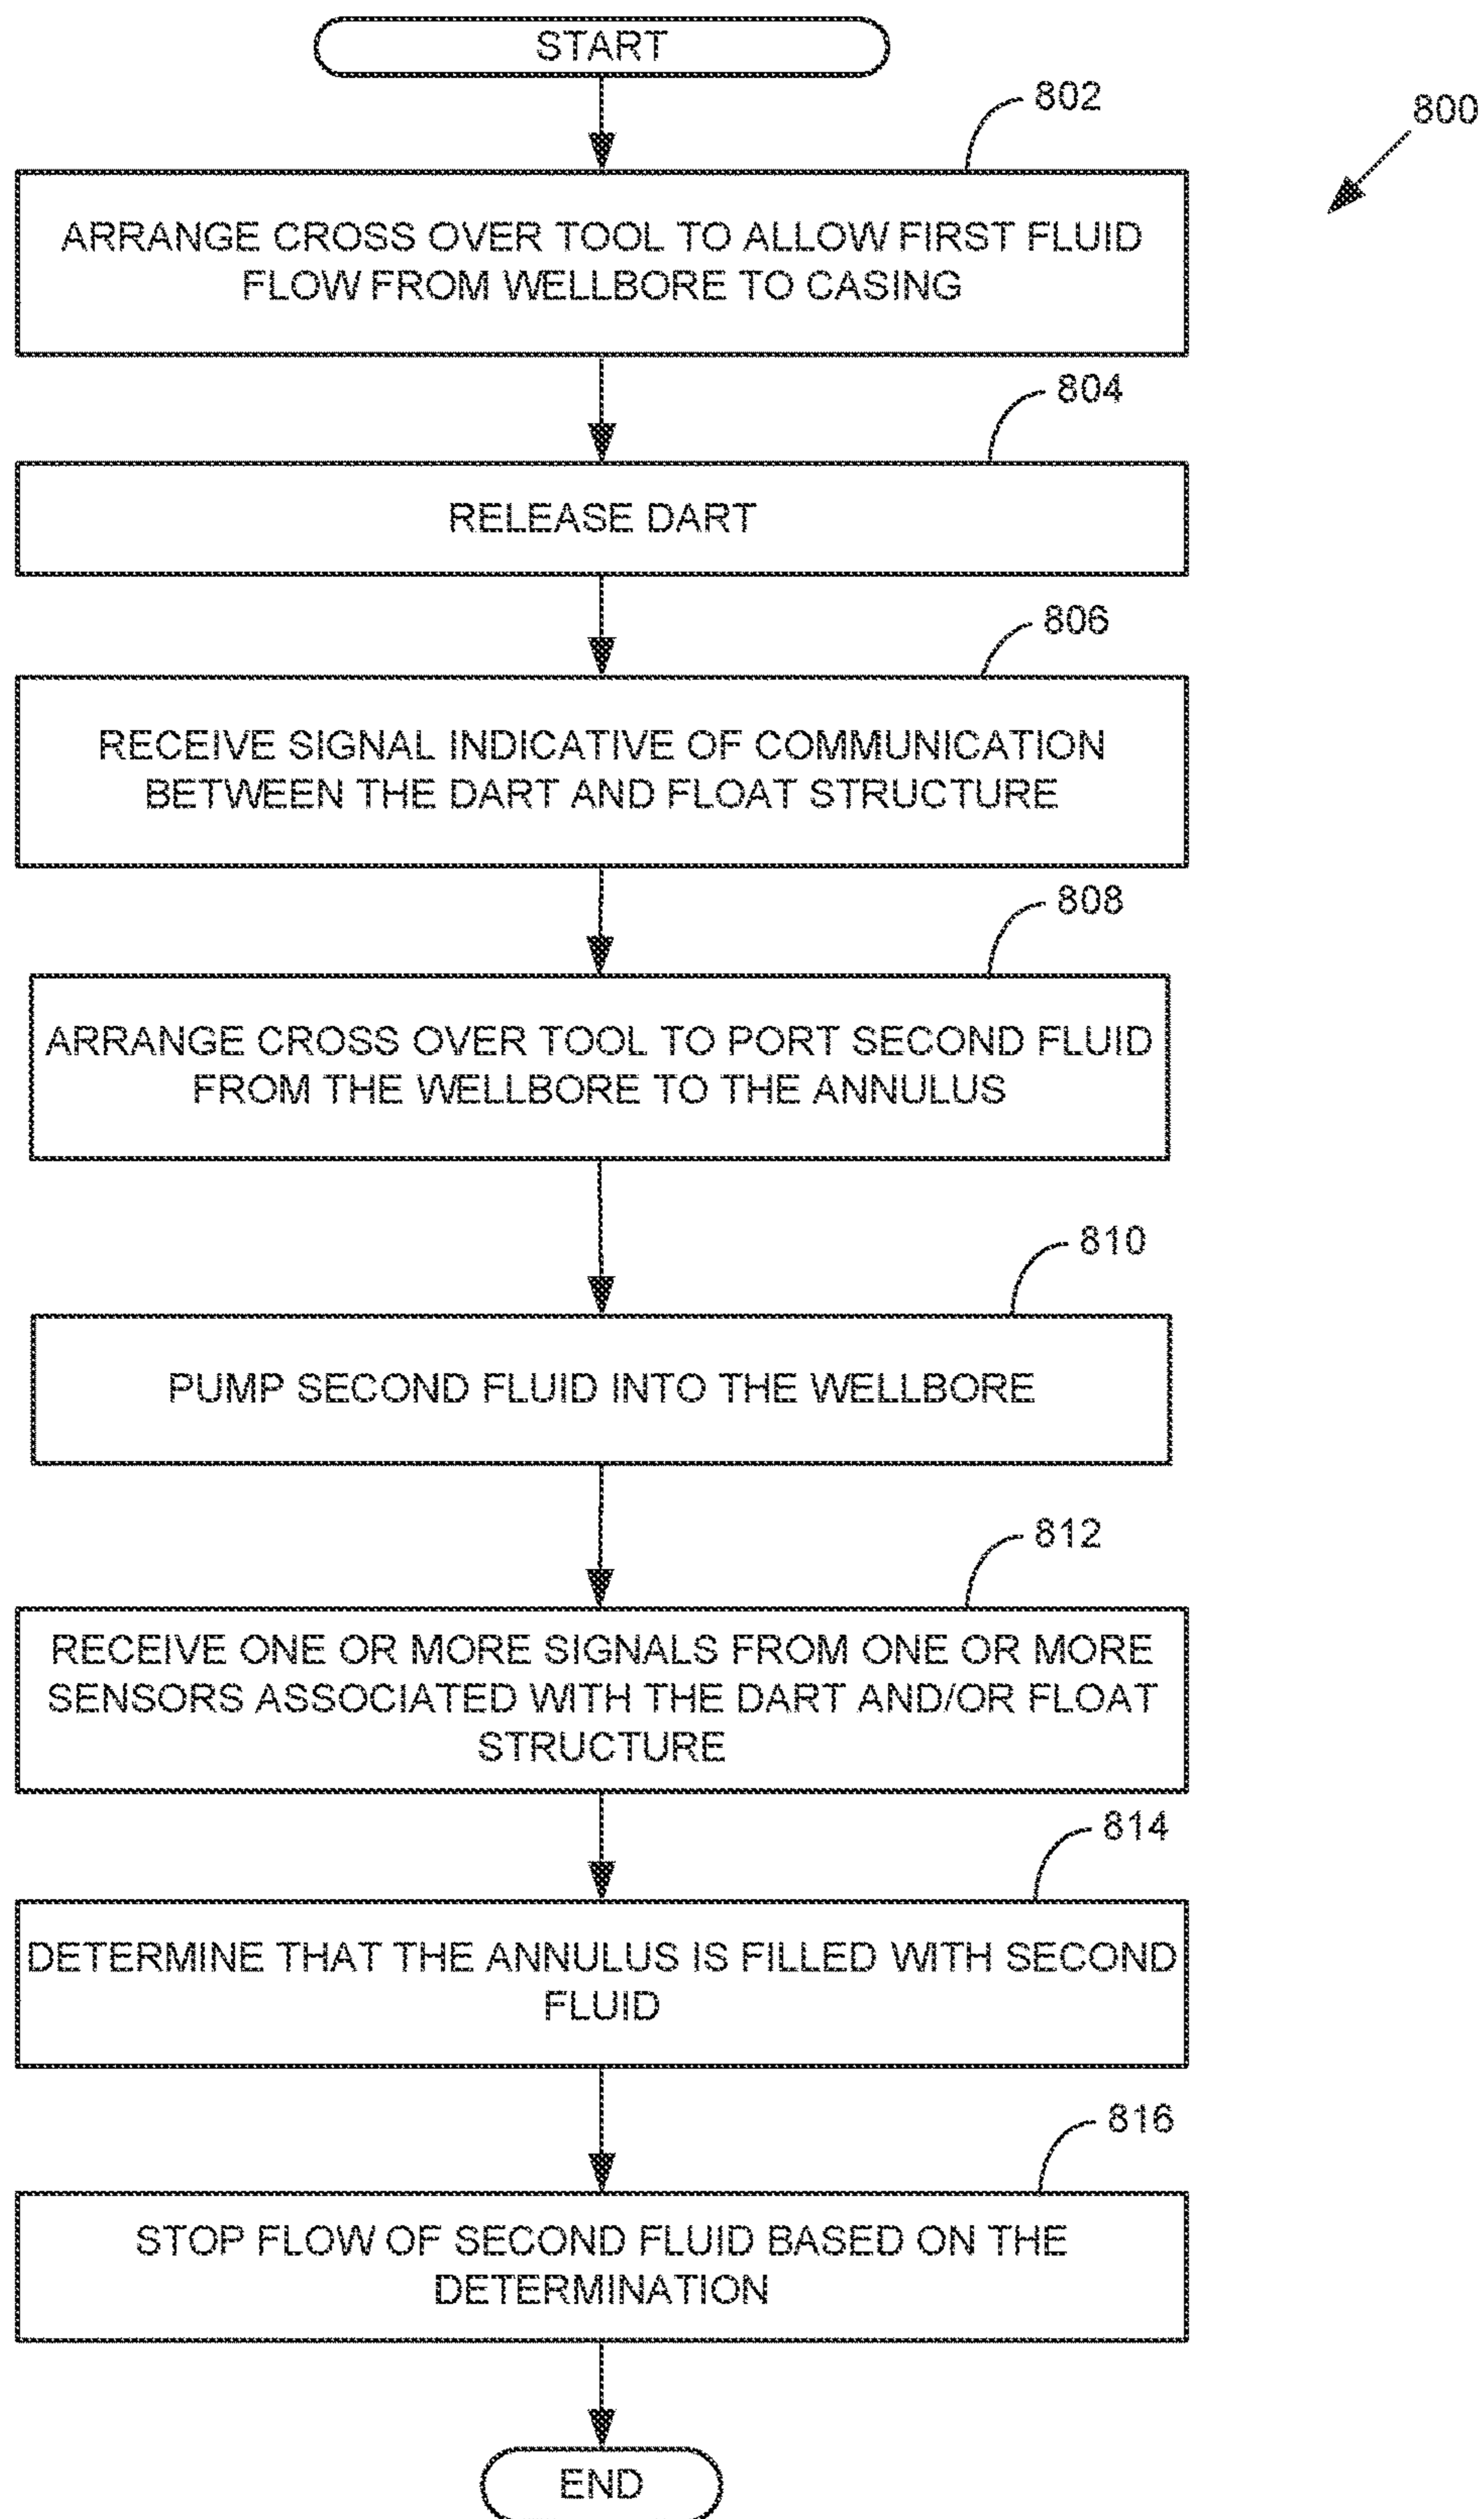 START
802
800
ARRANGE CROSS OVER TOOL TO ALLOW FIRST FLUID
FLOW FROM WELLBORE TO CASING
804
RELEASE DART
806
RECEIVE SIGNAL INDICATIVE OF COMMUNICATION
BETWEEN THE DART AND FLOAT STRUCTURE
808
ARRANGE CROSS OVER TOOL TO PORT SECOND FLUID
FROM THE WELLBORE TO THE ANNULUS
810
PUMP SECOND FLUID INTO THE WELLBORE
812
RECEIVE ONE OR MORE SIGNALS FROM ONE OR MORE
SENSORS ASSOCIATED WITH THE DART AND/OR FLOAT
STRUCTURE
814
DETERMINE THAT THE ANNULUS IS FILLED WITH SECOND
FLUID
816
STOP FLOW OF SECOND FLUID BASED ON THE
DETERMINATION
END